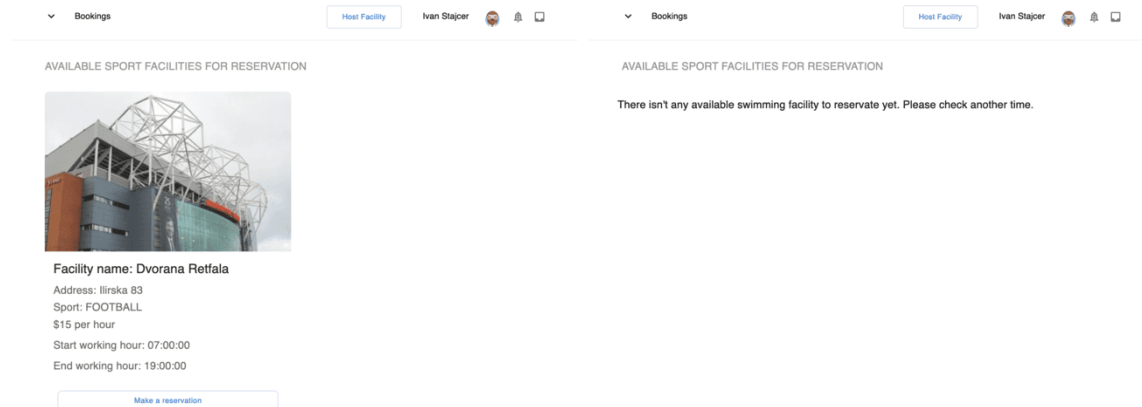 Bookings
Host Facility
Ivan Stajcer
AVAILABLE SPORT FACILITIES FOR RESERVATION
Facility name: Dvorana Retfala
Address: Ilirska 83
Sport: FOOTBALL
$15 per hour
Start working hour: 07:00:00
End working hour: 19:00:00
Make a reservation
Bookings
Host Facility
Ivan Stajcer
AVAILABLE SPORT FACILITIES FOR RESERVATION
There isn't any available swimming facility to reservate yet. Please check another time.